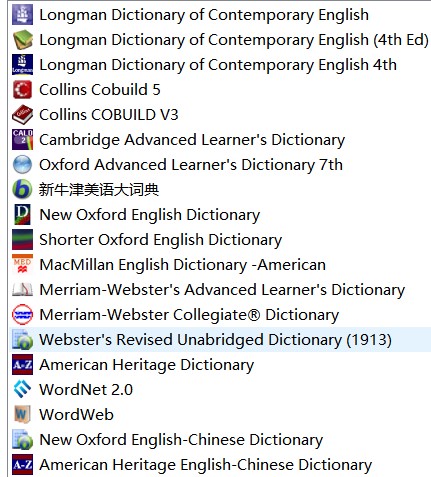 Longman Dictionary of Contemporary English
Longman Dictionary of Contemporary English (4th Ed)
Longman Dictionary of Contemporary English 4th
Collins Cobuild 5
Collins COBUILD V3
Cambridge Advanced Learner's Dictionary
Oxford Advanced Learner's Dictionary 7th
新牛津美语大词典
New Oxford English Dictionary
Shorter Oxford English Dictionary
MacMillan English Dictionary -American
Merriam-Webster's Advanced Learner's Dictionary
Merriam-Webster Collegiate® Dictionary
Webster's Revised Unabridged Dictionary (1913)
American Heritage Dictionary
WordNet 2.0
WordWeb
New Oxford English-Chinese Dictionary
American Heritage English-Chinese Dictionary